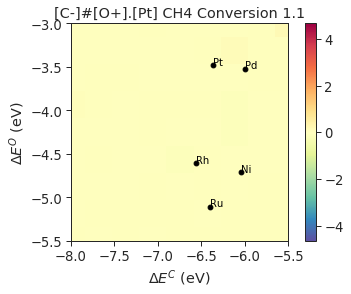 [C-]#[O+].[Pt] CH4 Conversion 1.1
−3.0
−3.5
−4.0
−4.5
−5.0
−5.5
ΔE^O (eV)
Pt
Pd
Rh
Ni
Ru
−8.0 −7.5 −7.0 −6.5 −6.0 −5.5
ΔE^C (eV)
4
2
0
−2
−4